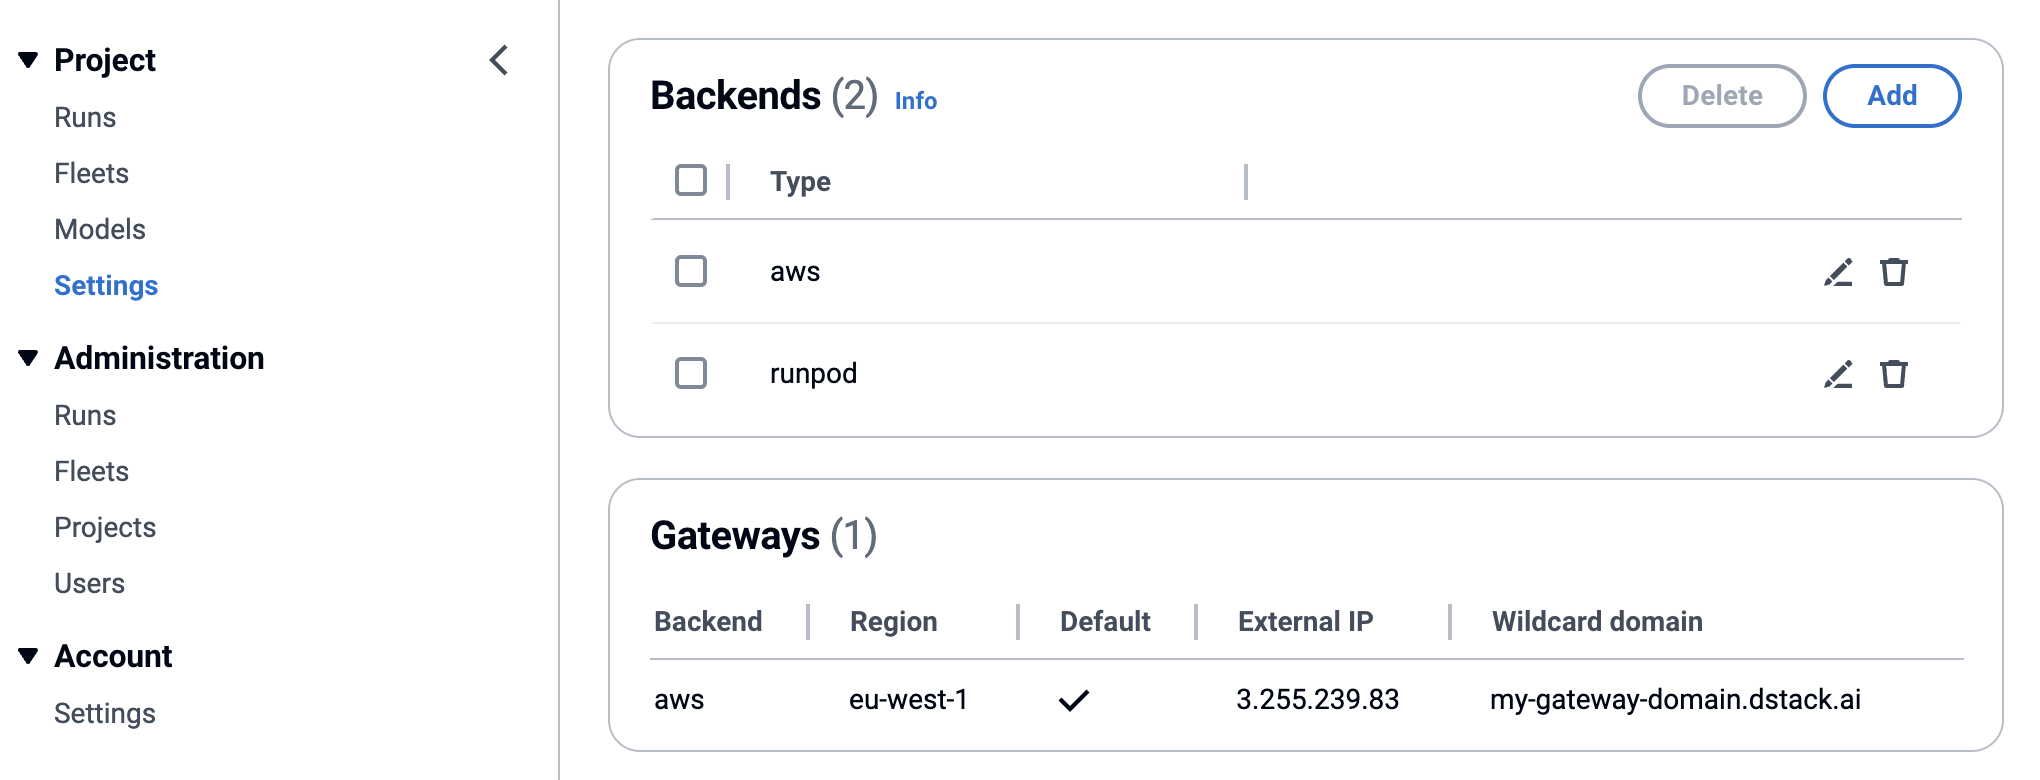 Project
Runs
Fleets
Models
Settings
Administration
Runs
Fleets
Projects
Users
Account
Settings
Backends (2) Info
Delete
Add
Type
aws
runpod
Gateways (1)
Backend Region Default External IP Wildcard domain
aws eu-west-1 3.255.239.83 my-gateway-domain.dstack.ai